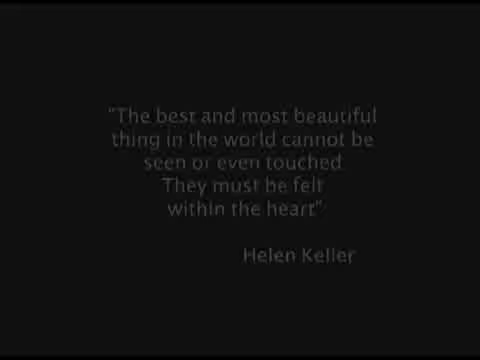 "The best and most beautiful
thing in the world cannot be
seen or even touched
They must be felt
within the heart"
Helen Keller